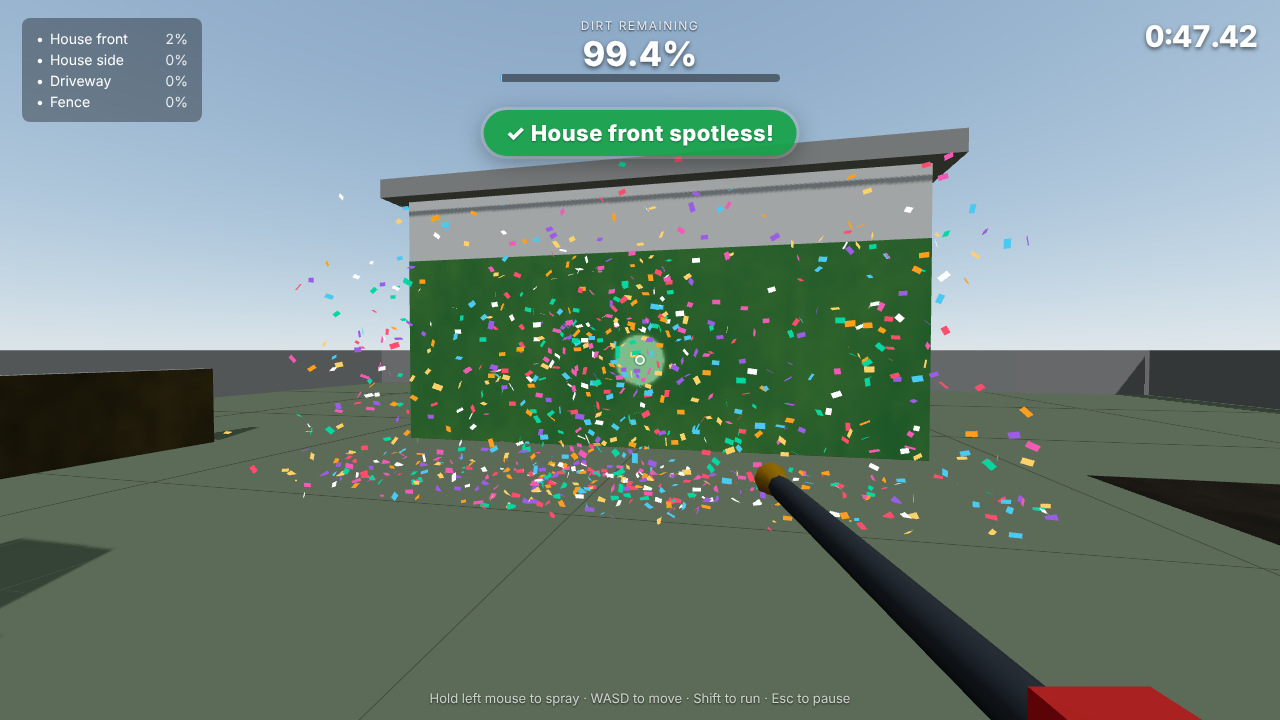 • House front 2%
• House side 0%
• Driveway 0%
• Fence 0%
DIRT REMAINING
99.4%
0:47.42
✓ House front spotless!
Hold left mouse to spray · WASD to move · Shift to run · Esc to pause